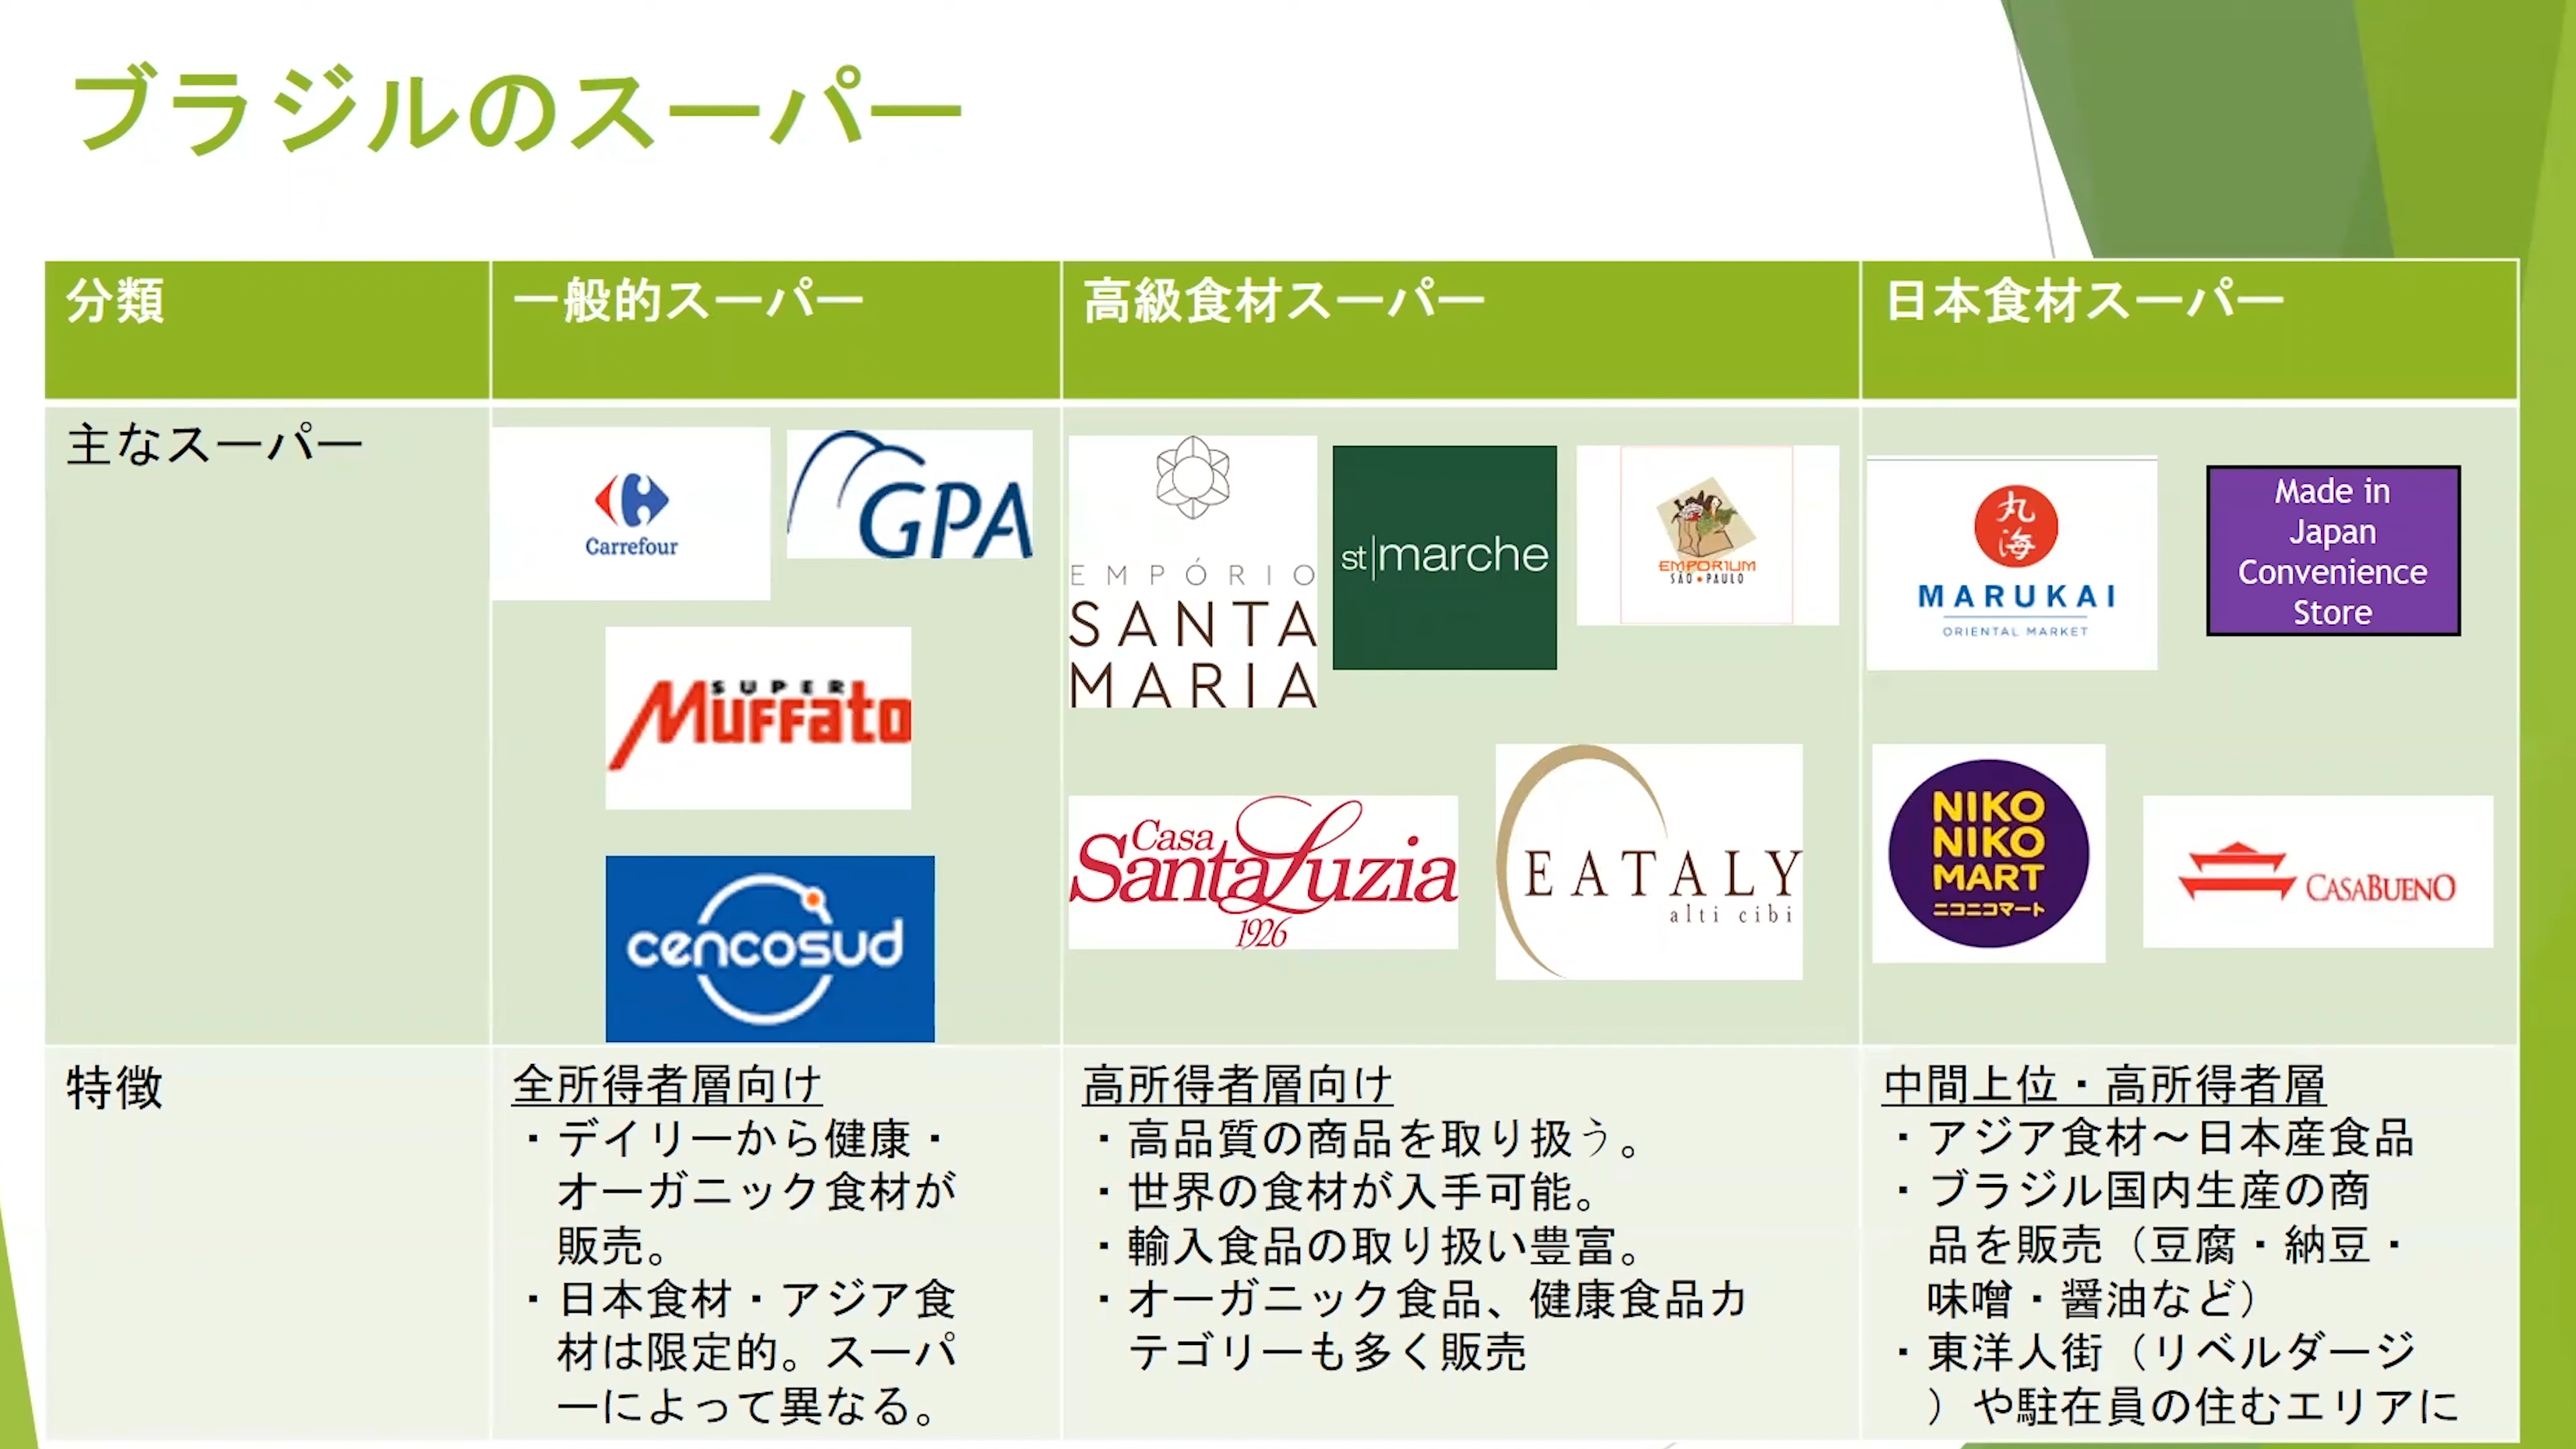 ブラジルのスーパー
分類
一般的スーパー
高級食材スーパー
日本食材スーパー
主なスーパー
Carrefour
GPA
SUPER
Muffato
cencosud
EMPÓRIO
SANTA
MARIA
st|marche
EMPORIUM
SÃO PAULO
Casa
Santa Luzia
1926
EATALY
alti cibi
丸
海
MARUKAI
ORIENTAL MARKET
Made in
Japan
Convenience
Store
NIKO
NIKO
MART
ニコニコマート
CASABUENO
特徴
全所得者層向け
・デイリーから健康・
オーガニック食材が
販売。
・日本食材・アジア食
材は限定的。スーパ
ーによって異なる。
高所得者層向け
・高品質の商品を取り扱う。
・世界の食材が入手可能。
・輸入食品の取り扱い豊富。
・オーガニック食品、健康食品カ
テゴリーも多く販売
中間上位・高所得者層
・アジア食材～日本産食品
・ブラジル国内生産の商
品を販売（豆腐・納豆・
味噌・醤油など）
・東洋人街（リベルダージ
）や駐在員の住むエリアに